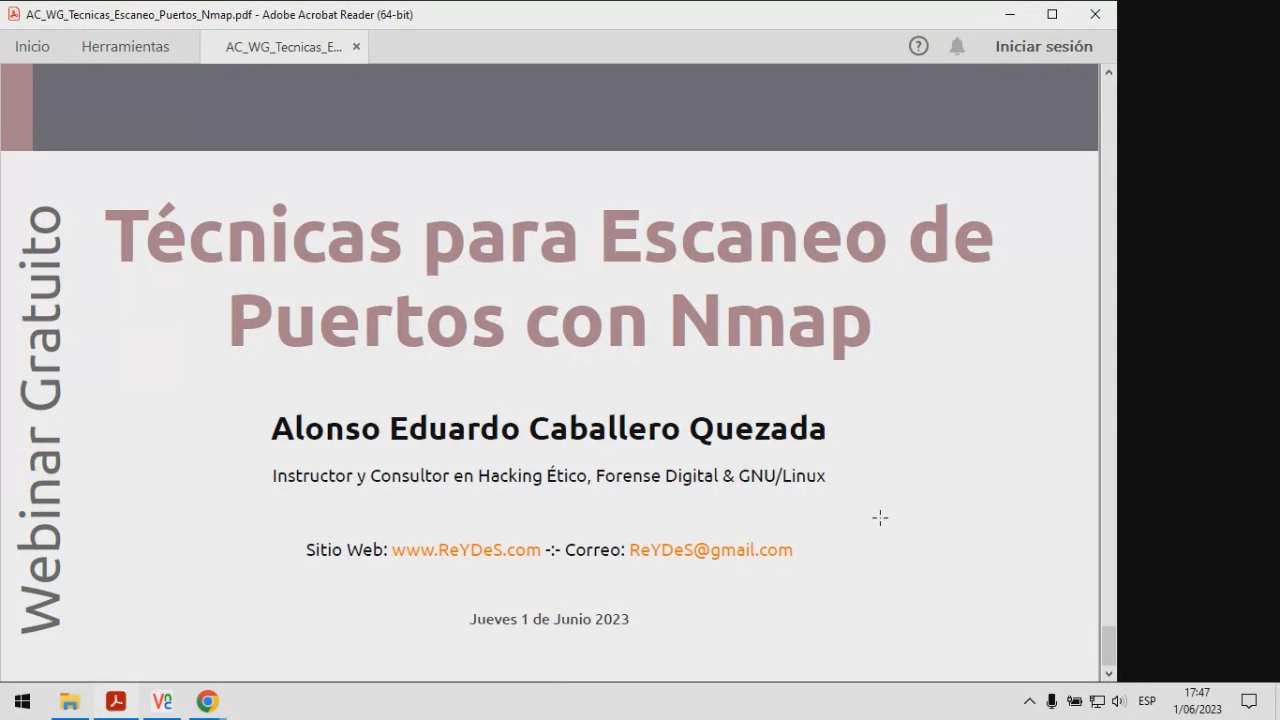 AC_WG_Tecnicas_Escaneo_Puertos_Nmap.pdf - Adobe Acrobat Reader (64-bit)
Inicio
Herramientas
AC_WG_Tecnicas_E...
Iniciar sesión
Webinar Gratuito
Técnicas para Escaneo de
Puertos con Nmap
Alonso Eduardo Caballero Quezada
Instructor y Consultor en Hacking Ético, Forense Digital & GNU/Linux
Sitio Web: www.ReYDeS.com -:- Correo: ReYDeS@gmail.com
Jueves 1 de Junio 2023
ESP
17:47
1/06/2023